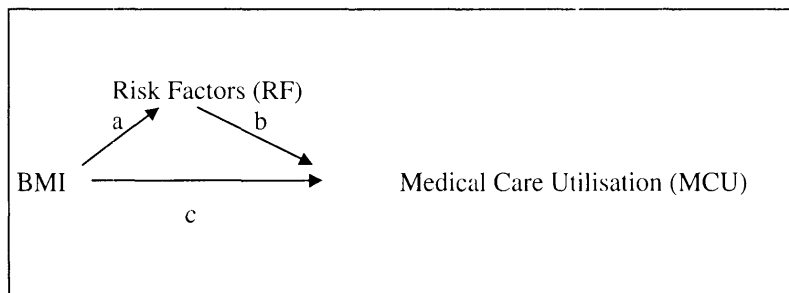 Risk Factors (RF)
a
b
BMI
Medical Care Utilisation (MCU)
c